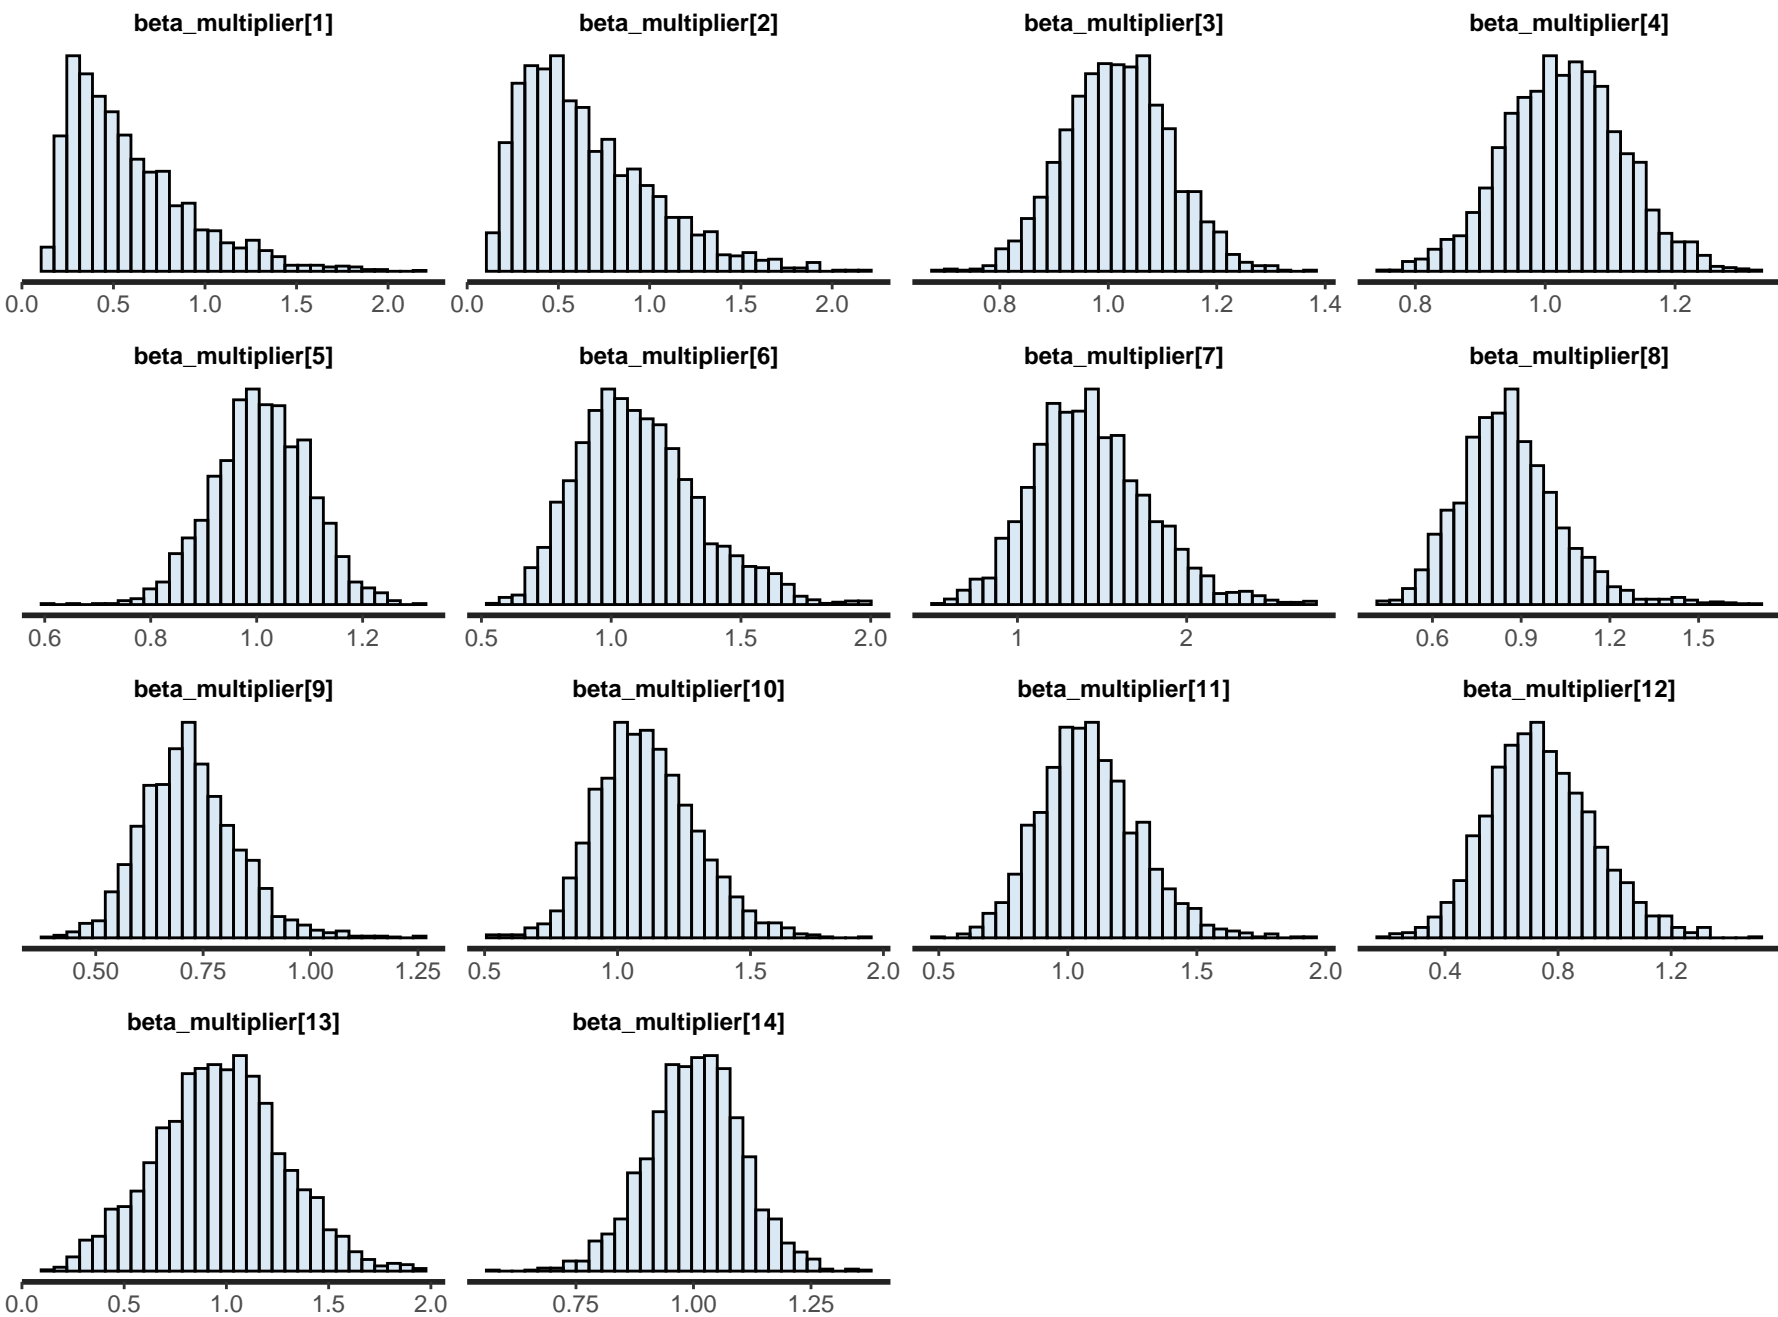 beta_multiplier[1] beta_multiplier[2] beta_multiplier[3] beta_multiplier[4]
0.0 0.5 1.0 1.5 2.0 0.0 0.5 1.0 1.5 2.0 0.8 1.0 1.2 1.4 0.8 1.0 1.2
beta_multiplier[5] beta_multiplier[6] beta_multiplier[7] beta_multiplier[8]
0.6 0.8 1.0 1.2 0.5 1.0 1.5 2.0 1 2 0.6 0.9 1.2 1.5
beta_multiplier[9] beta_multiplier[10] beta_multiplier[11] beta_multiplier[12]
0.50 0.75 1.00 1.25 0.5 1.0 1.5 2.0 0.5 1.0 1.5 2.0 0.4 0.8 1.2
beta_multiplier[13] beta_multiplier[14]
0.0 0.5 1.0 1.5 2.0 0.75 1.00 1.25